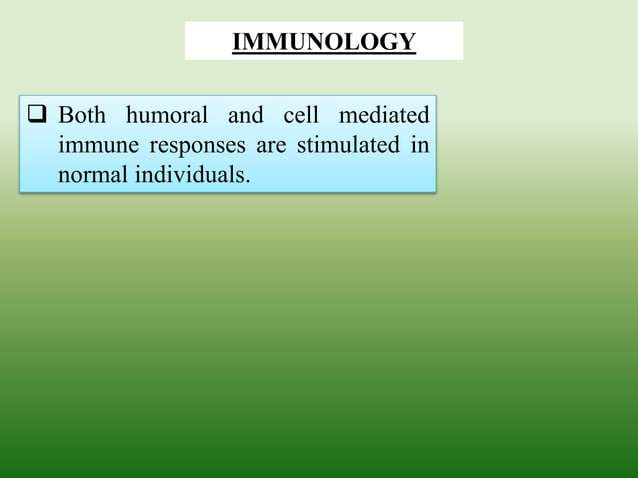 IMMUNOLOGY
❑ Both humoral and cell mediated
immune responses are stimulated in
normal individuals.